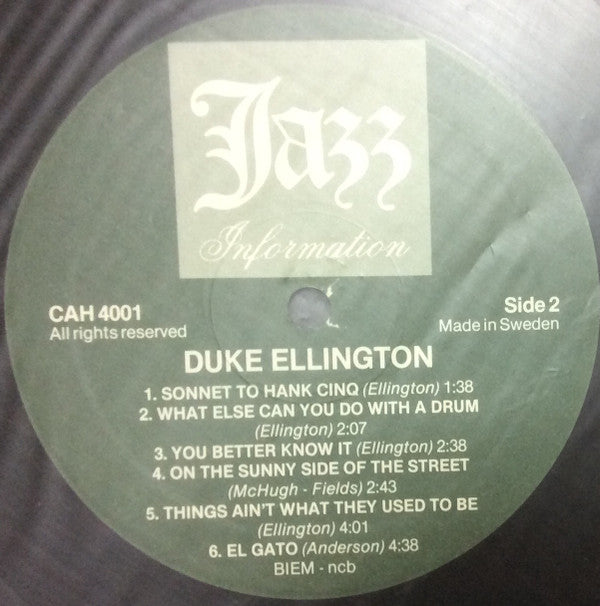 Jazz
Information
CAH 4001
All rights reserved
Side 2
Made in Sweden
DUKE ELLINGTON
1. SONNET TO HANK CINQ (Ellington) 1:38
2. WHAT ELSE CAN YOU DO WITH A DRUM
(Ellington) 2:07
3. YOU BETTER KNOW IT (Ellington) 2:38
4. ON THE SUNNY SIDE OF THE STREET
(McHugh - Fields) 2:43
5. THINGS AIN'T WHAT THEY USED TO BE
(Ellington) 4:01
6. EL GATO (Anderson) 4:38
BIEM - ncb